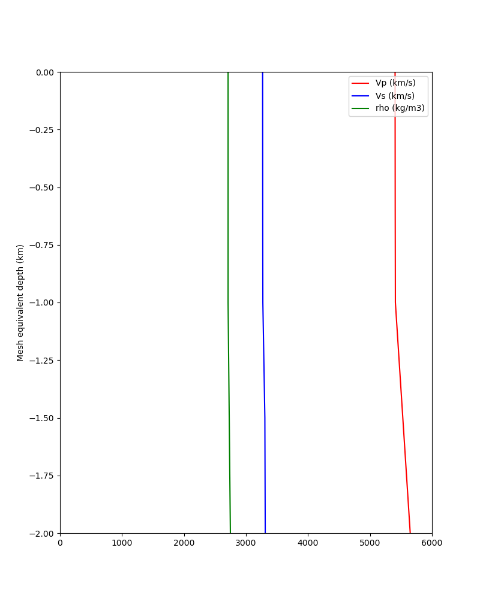 0.00
−0.25
−0.50
−0.75
−1.00
−1.25
−1.50
−1.75
−2.00
Mesh equivalent depth (km)
Vp (km/s)
Vs (km/s)
rho (kg/m3)
0 1000 2000 3000 4000 5000 6000